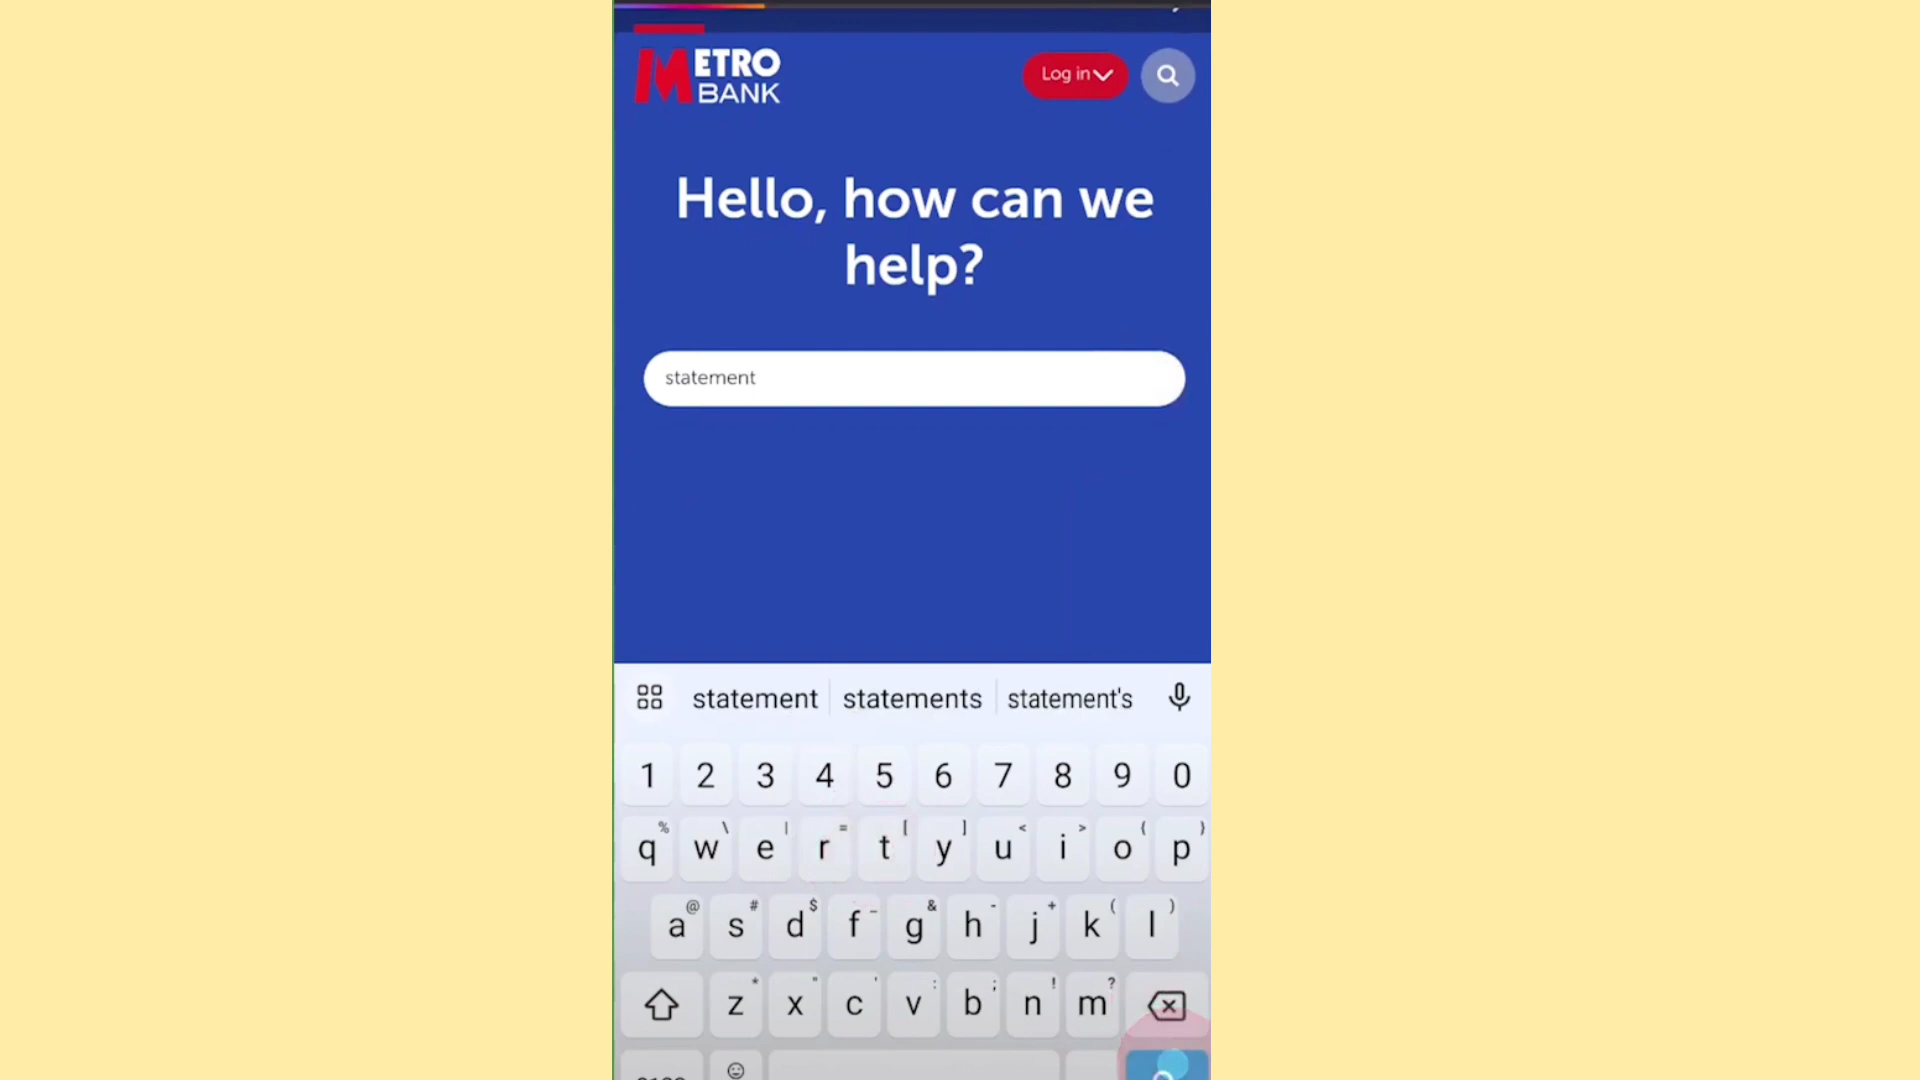 METRO
BANK
Log in
Hello, how can we
help?
statement
statement statements statement's
1 2 3 4 5 6 7 8 9 0
% \ | = [ ] < > { }
q w e r t y u i o p
@ # $ _ & - + ( )
a s d f g h j k l
* " ' : ; ! ?
z x c v b n m